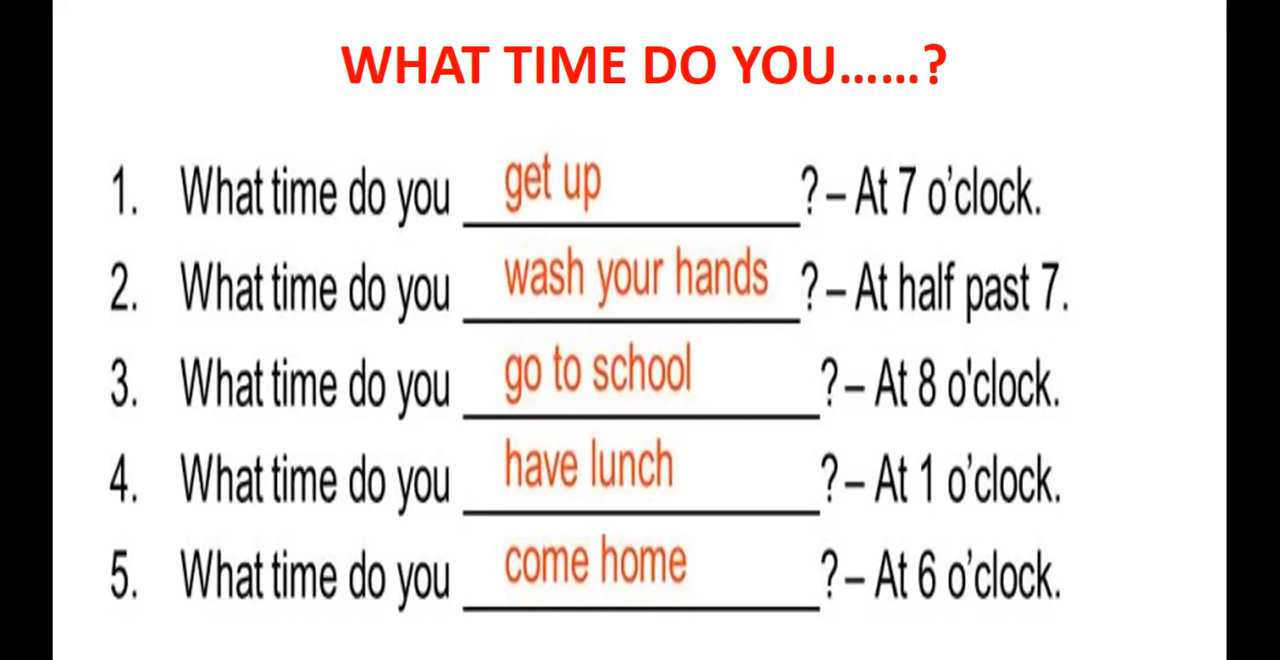 WHAT TIME DO YOU......?
1. What time do you get up ? – At 7 o’clock.
2. What time do you wash your hands ? – At half past 7.
3. What time do you go to school ? – At 8 o'clock.
4. What time do you have lunch ? – At 1 o’clock.
5. What time do you come home ? – At 6 o’clock.